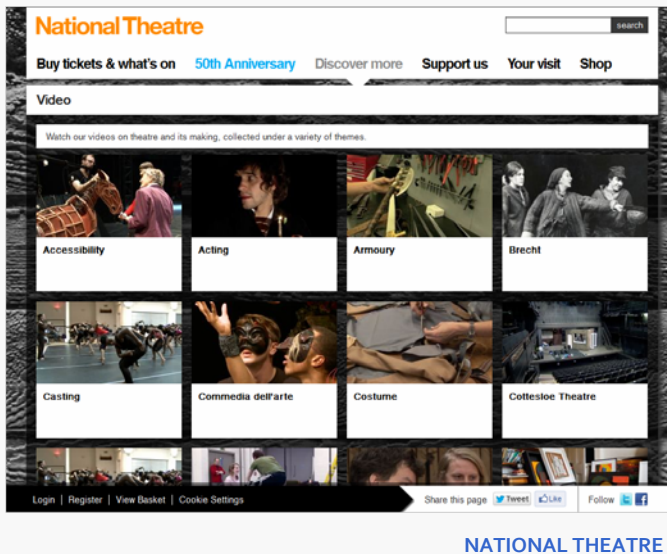 National Theatre
search
Buy tickets & what's on 50th Anniversary Discover more Support us Your visit Shop
Video
Watch our videos on theatre and its making, collected under a variety of themes.
Accessibility Acting Armoury Brecht
Casting Commedia dell'arte Costume Cottesloe Theatre
Login | Register | View Basket | Cookie Settings Share this page Tweet Like Follow
NATIONAL THEATRE